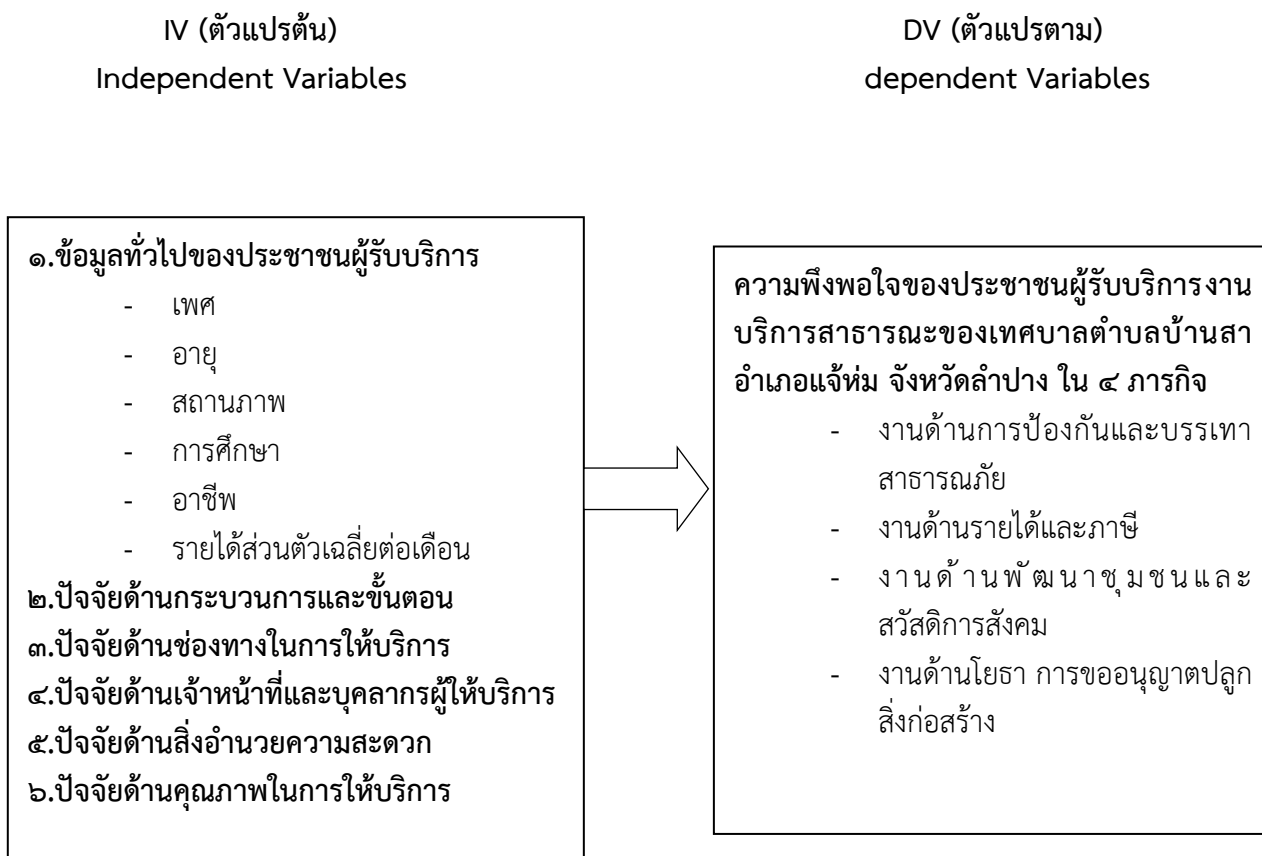 IV (ตัวแปรต้น)
Independent Variables
DV (ตัวแปรตาม)
dependent Variables
๑.ข้อมูลทั่วไปของประชาชนผู้รับบริการ
- เพศ
- อายุ
- สถานภาพ
- การศึกษา
- อาชีพ
- รายได้ส่วนตัวเฉลี่ยต่อเดือน
๒.ปัจจัยด้านกระบวนการและขั้นตอน
๓.ปัจจัยด้านช่องทางในการให้บริการ
๔.ปัจจัยด้านเจ้าหน้าที่และบุคลากรผู้ให้บริการ
๕.ปัจจัยด้านสิ่งอำนวยความสะดวก
๖.ปัจจัยด้านคุณภาพในการให้บริการ
ความพึงพอใจของประชาชนผู้รับบริการงาน
บริการสาธารณะของเทศบาลตำบลบ้านสา
อำเภอแจ้ห่ม จังหวัดลำปาง ใน ๔ ภารกิจ
- งานด้านการป้องกันและบรรเทา
สาธารณภัย
- งานด้านรายได้และภาษี
- งานด้านพัฒนาชุมชนและ
สวัสดิการสังคม
- งานด้านโยธา การขออนุญาตปลูก
สิ่งก่อสร้าง